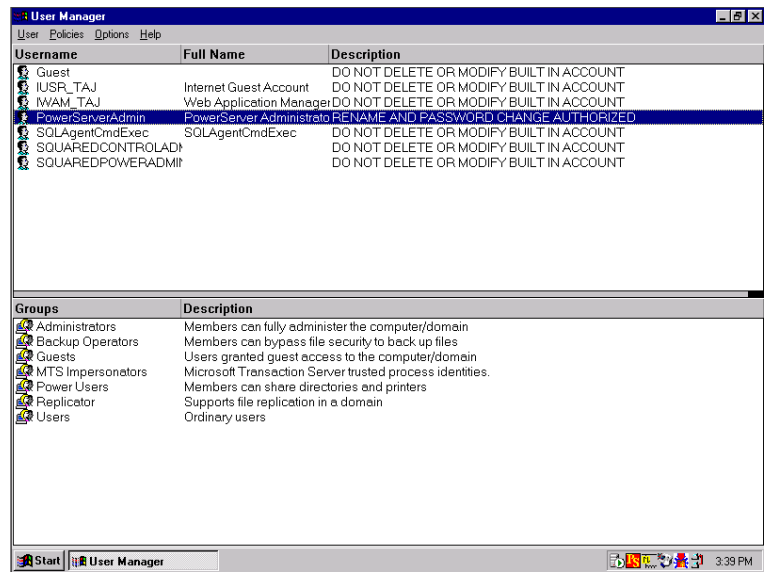 User Manager
User Policies Options Help
Username Full Name Description
Guest DO NOT DELETE OR MODIFY BUILT IN ACCOUNT
IUSR_TAJ Internet Guest Account DO NOT DELETE OR MODIFY BUILT IN ACCOUNT
IWAM_TAJ Web Application Manager DO NOT DELETE OR MODIFY BUILT IN ACCOUNT
PowerServerAdmin PowerServer Administrato RENAME AND PASSWORD CHANGE AUTHORIZED
SQLAgentCmdExec SQLAgentCmdExec DO NOT DELETE OR MODIFY BUILT IN ACCOUNT
SQUAREDCONTROLADM DO NOT DELETE OR MODIFY BUILT IN ACCOUNT
SQUAREDPOWERADMIN DO NOT DELETE OR MODIFY BUILT IN ACCOUNT
Groups Description
Administrators Members can fully administer the computer/domain
Backup Operators Members can bypass file security to back up files
Guests Users granted guest access to the computer/domain
MTS Impersonators Microsoft Transaction Server trusted process identities.
Power Users Members can share directories and printers
Replicator Supports file replication in a domain
Users Ordinary users
Start User Manager 3:39 PM